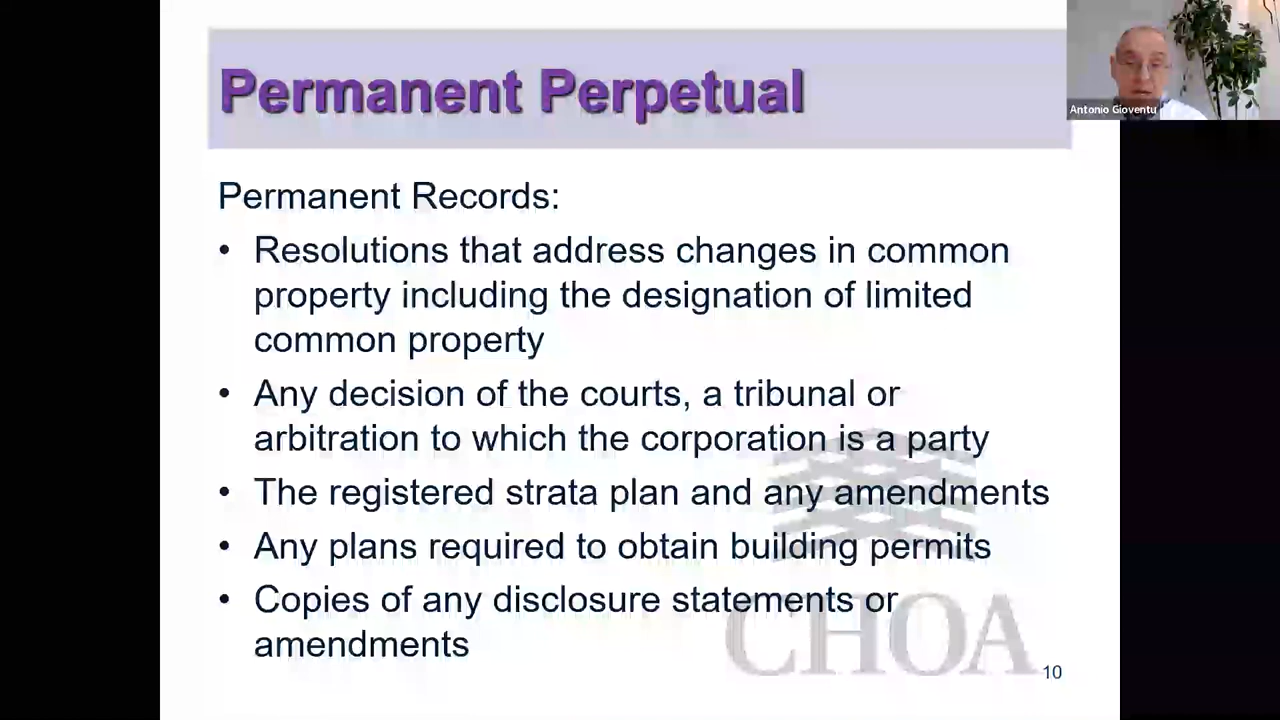 Permanent Perpetual
Antonio Gioventu
Permanent Records:
• Resolutions that address changes in common
property including the designation of limited
common property
• Any decision of the courts, a tribunal or
arbitration to which the corporation is a party
• The registered strata plan and any amendments
• Any plans required to obtain building permits
• Copies of any disclosure statements or
amendments
CHOA
10